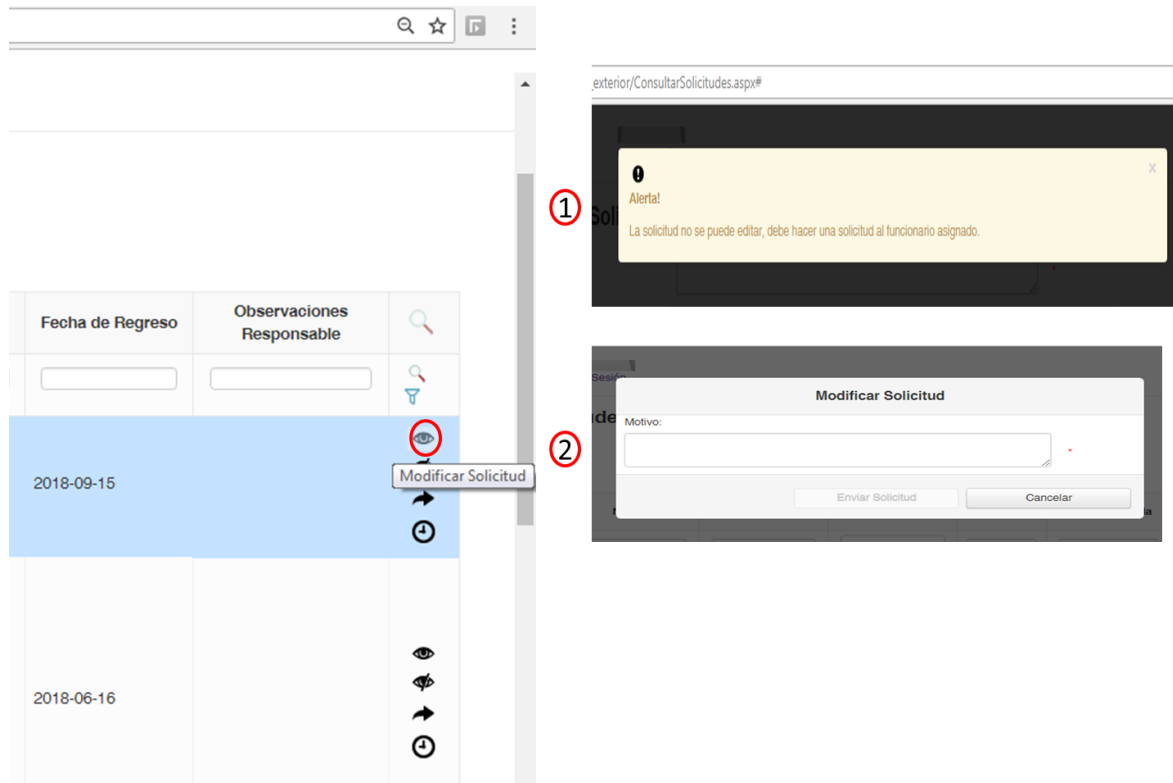 Fecha de Regreso
Observaciones
Responsable
2018-09-15
Modificar Solicitud
2018-06-16
_exterior/ConsultarSolicitudes.aspx#
1
Alerta!
x
Soli
La solicitud no se puede editar, debe hacer una solicitud al funcionario asignado.
*
2
Sesión
Modificar Solicitud
Motivo:
*
Enviar Solicitud
Cancelar